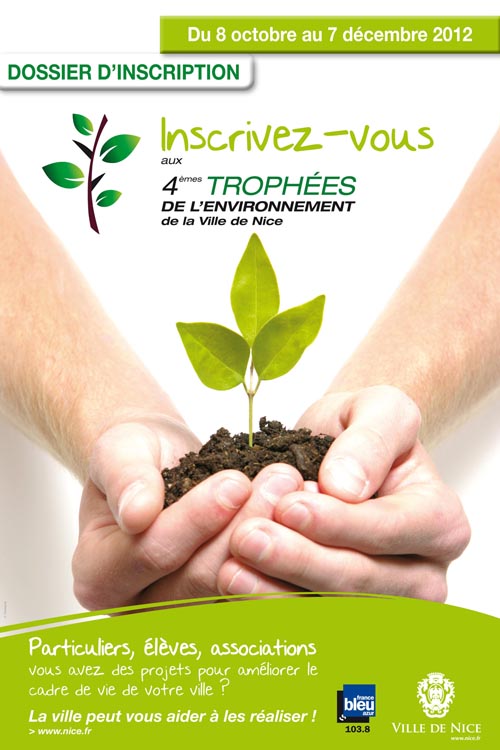 Du 8 octobre au 7 décembre 2012
DOSSIER D'INSCRIPTION
Inscrivez-vous
aux
4èmes TROPHÉES
DE L'ENVIRONNEMENT
de la Ville de Nice
Particuliers, élèves, associations
vous avez des projets pour améliorer le
cadre de vie de votre ville ?
La ville peut vous aider à les réaliser !
> www.nice.fr
france
bleu
azur
103.8
VILLE DE NICE
www.nice.fr